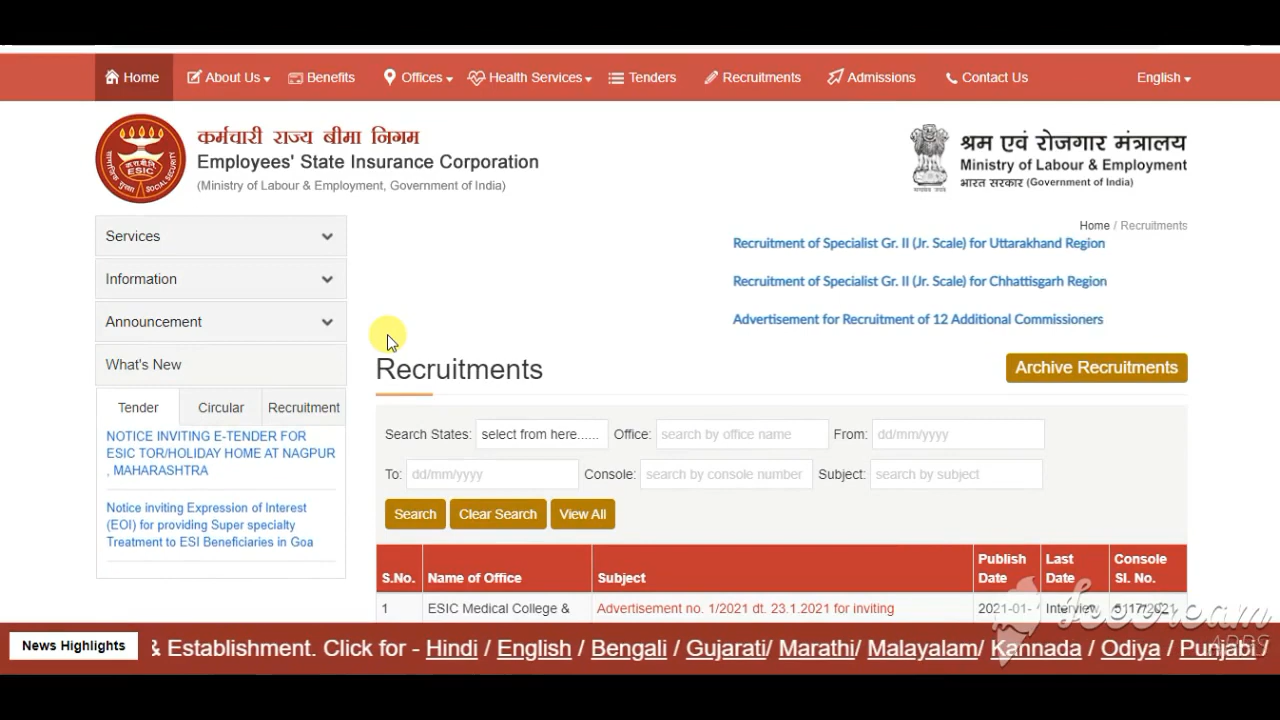 Home About Us Benefits Offices Health Services Tenders Recruitments Admissions Contact Us English
कर्मचारी राज्य बीमा निगम
Employees' State Insurance Corporation
(Ministry of Labour & Employment, Government of India)
ESIC
SOCIAL SECURITY
श्रम एवं रोजगार मंत्रालय
Ministry of Labour & Employment
भारत सरकार (Government of India)
Home / Recruitments
Services
Information
Announcement
What's New
Tender Circular Recruitment
NOTICE INVITING E-TENDER FOR
ESIC TOR/HOLIDAY HOME AT NAGPUR
, MAHARASHTRA
Notice inviting Expression of Interest
(EOI) for providing Super specialty
Treatment to ESI Beneficiaries in Goa
Recruitment of Specialist Gr. II (Jr. Scale) for Uttarakhand Region
Recruitment of Specialist Gr. II (Jr. Scale) for Chhattisgarh Region
Advertisement for Recruitment of 12 Additional Commissioners
Recruitments
Archive Recruitments
Search States: select from here...... Office: search by office name From: dd/mm/yyyy
To: dd/mm/yyyy Console: search by console number Subject: search by subject
Search Clear Search View All
S.No. Name of Office Subject Publish Date Last Date Console Sl. No.
1 ESIC Medical College & Advertisement no. 1/2021 dt. 23.1.2021 for inviting 2021-01- Interview
Icecream
APPS
News Highlights & Establishment. Click for - Hindi / English / Bengali / Gujarati/ Marathi/ Malayalam/ Kannada / Odiya / Punjabi /